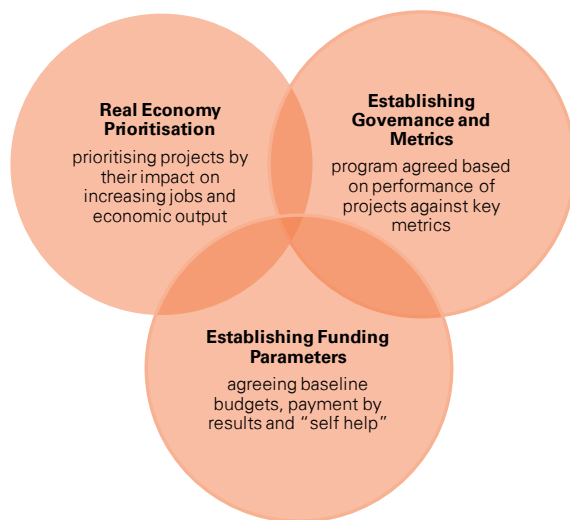 Real Economy
Prioritisation
prioritising projects by
their impact on
increasing jobs and
economic output
Establishing
Governance and
Metrics
program agreed based
on performance of
projects against key
metrics
Establishing Funding
Parameters
agreeing baseline
budgets, payment by
results and “self help”